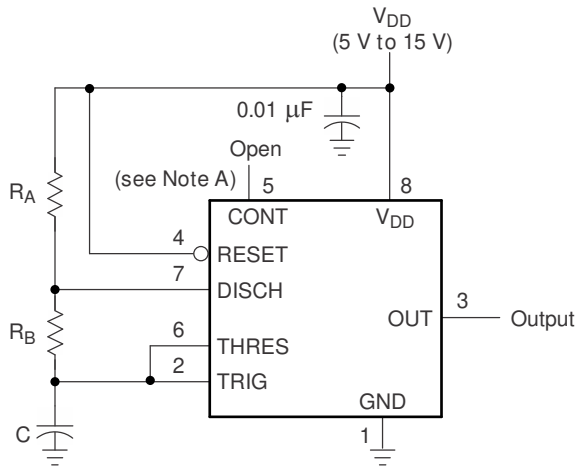 V_DD
(5 V to 15 V)
0.01 μF
Open
(see Note A)
5
8
R_A
CONT
V_DD
4
RESET
7
DISCH
3
OUT
Output
R_B
6
THRES
2
TRIG
GND
C
1